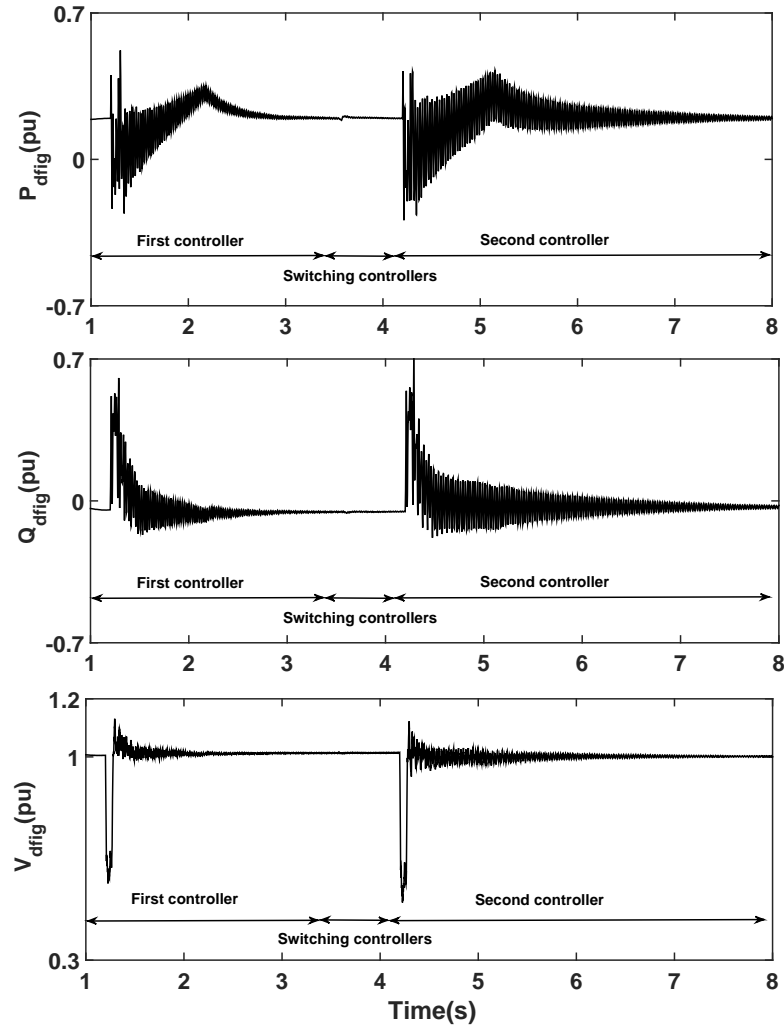 0.7
P_dfig(pu)
0
First controller
Second controller
Switching controllers
-0.7
1 2 3 4 5 6 7 8
0.7
Q_dfig(pu)
0
First controller
Second controller
Switching controllers
-0.7
1 2 3 4 5 6 7 8
1.2
1
V_dfig(pu)
First controller
Second controller
Switching controllers
0.3
1 2 3 4 5 6 7 8
Time(s)